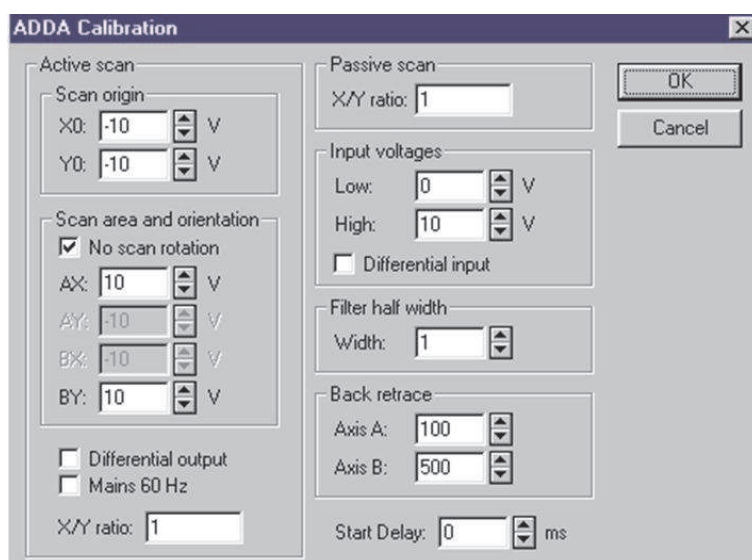 ADDA Calibration
Active scan
Scan origin
X0: -10 V
Y0: -10 V
Scan area and orientation
No scan rotation
AX: 10 V
AY: -10 V
BX: -10 V
BY: 10 V
Differential output
Mains 60 Hz
X/Y ratio: 1
Passive scan
X/Y ratio: 1
Input voltages
Low: 0 V
High: 10 V
Differential input
Filter half width
Width: 1
Back retrace
Axis A: 100
Axis B: 500
Start Delay: 0 ms
OK
Cancel